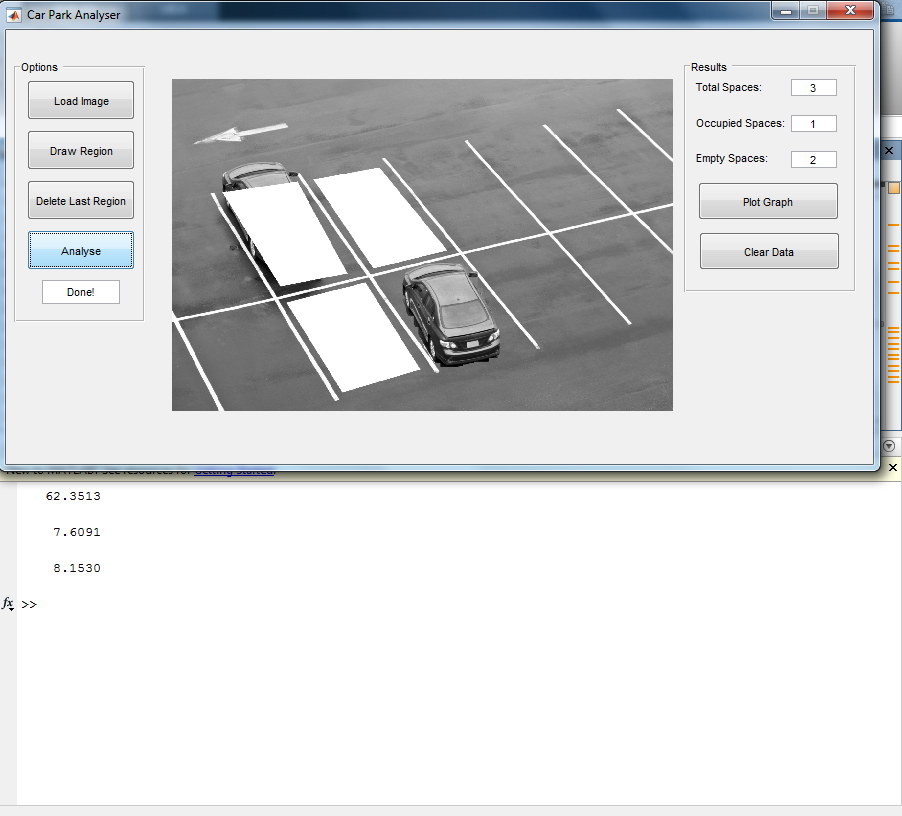 Car Park Analyser
Options
Load Image
Draw Region
Delete Last Region
Analyse
Done!
Results
Total Spaces: 3
Occupied Spaces: 1
Empty Spaces: 2
Plot Graph
Clear Data
New to MATLAB? See resources for Getting Started.
62.3513
7.6091
8.1530
fx >>